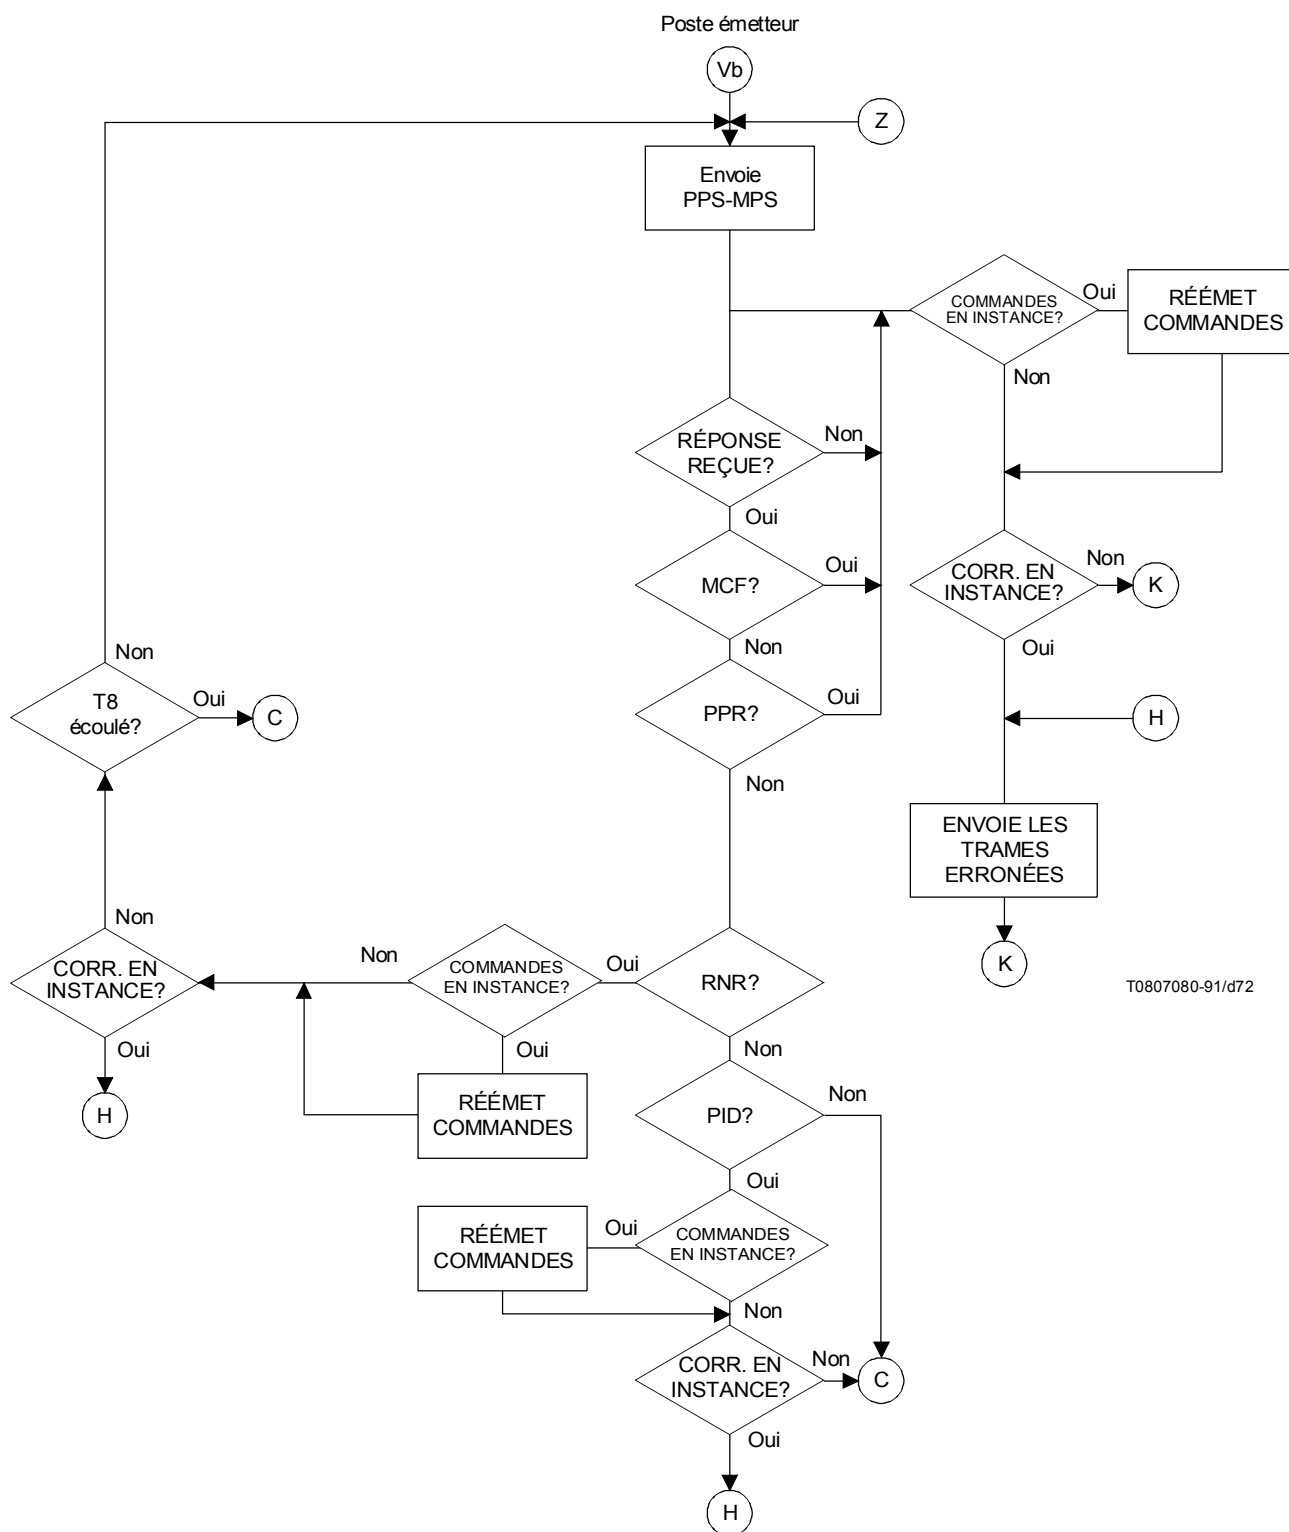 Poste émetteur
Vb
Z
Envoie
PPS-MPS
COMMANDES
EN INSTANCE?
Oui
RÉÉMET
COMMANDES
Non
RÉPONSE
REÇUE?
Non
Oui
MCF?
Oui
Non
CORR. EN
INSTANCE?
Non
K
Oui
PPR?
Oui
Non
H
Non
T8
écoulé?
Oui
C
ENVOIE LES
TRAMES
ERRONÉES
K
T0807080-91/d72
Non
CORR. EN
INSTANCE?
Oui
H
Non
COMMANDES
EN INSTANCE?
Oui
Oui
RÉÉMET
COMMANDES
RNR?
Non
PID?
Non
Oui
RÉÉMET
COMMANDES
Oui
COMMANDES
EN INSTANCE?
Non
CORR. EN
INSTANCE?
Non
C
Oui
H